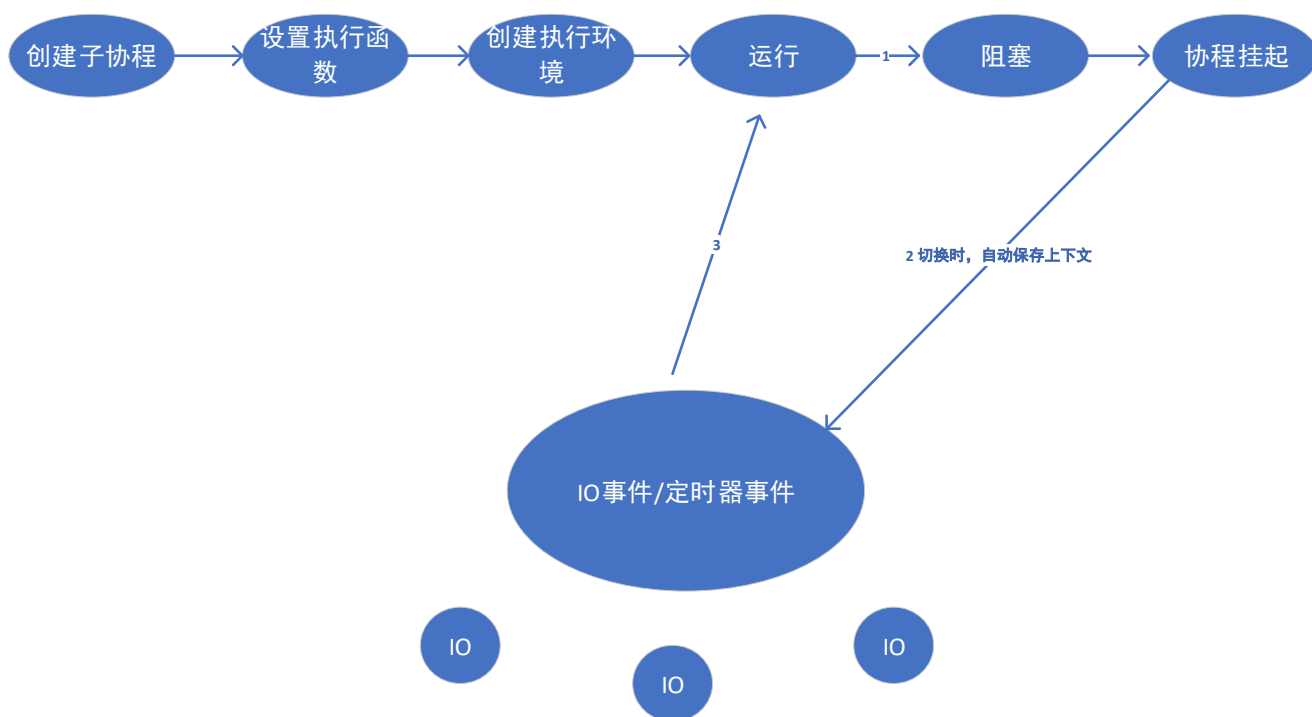 创建子协程
设置执行函
数
创建执行环
境
运行
1
阻塞
协程挂起
3
2 切换时，自动保存上下文
IO事件/定时器事件
IO
IO
IO